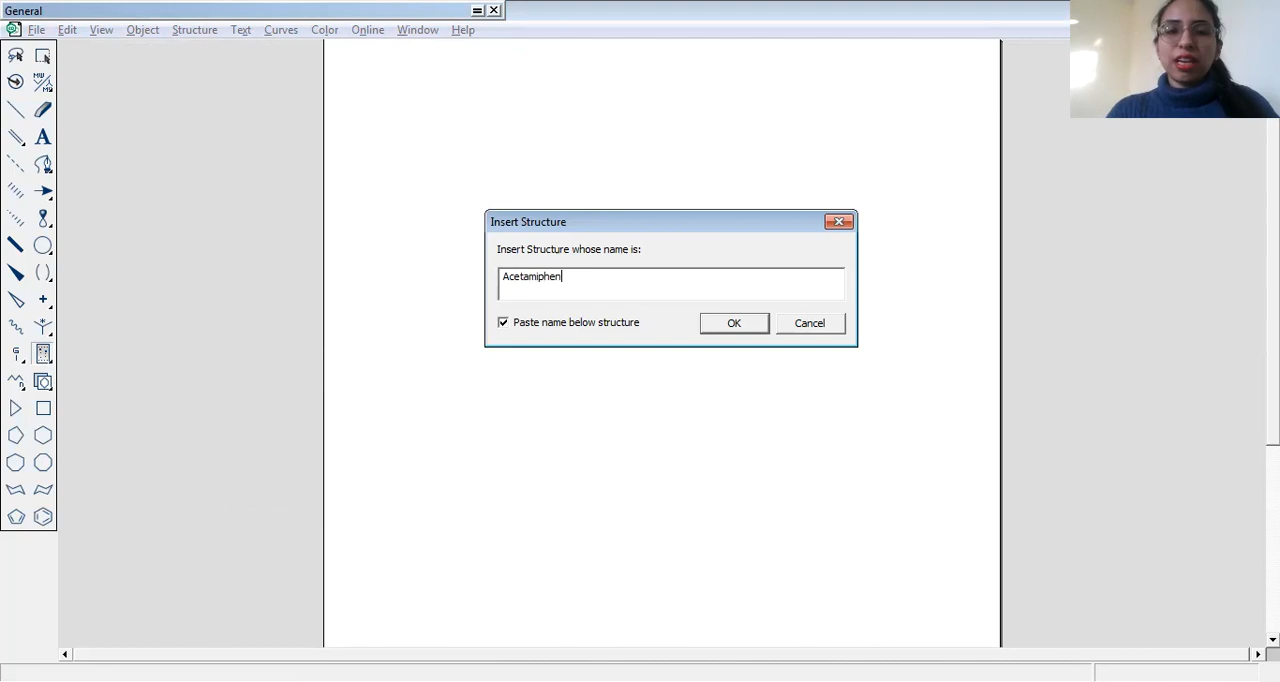 General
File Edit View Object Structure Text Curves Color Online Window Help
Insert Structure
Insert Structure whose name is:
Acetamiphen
Paste name below structure OK Cancel